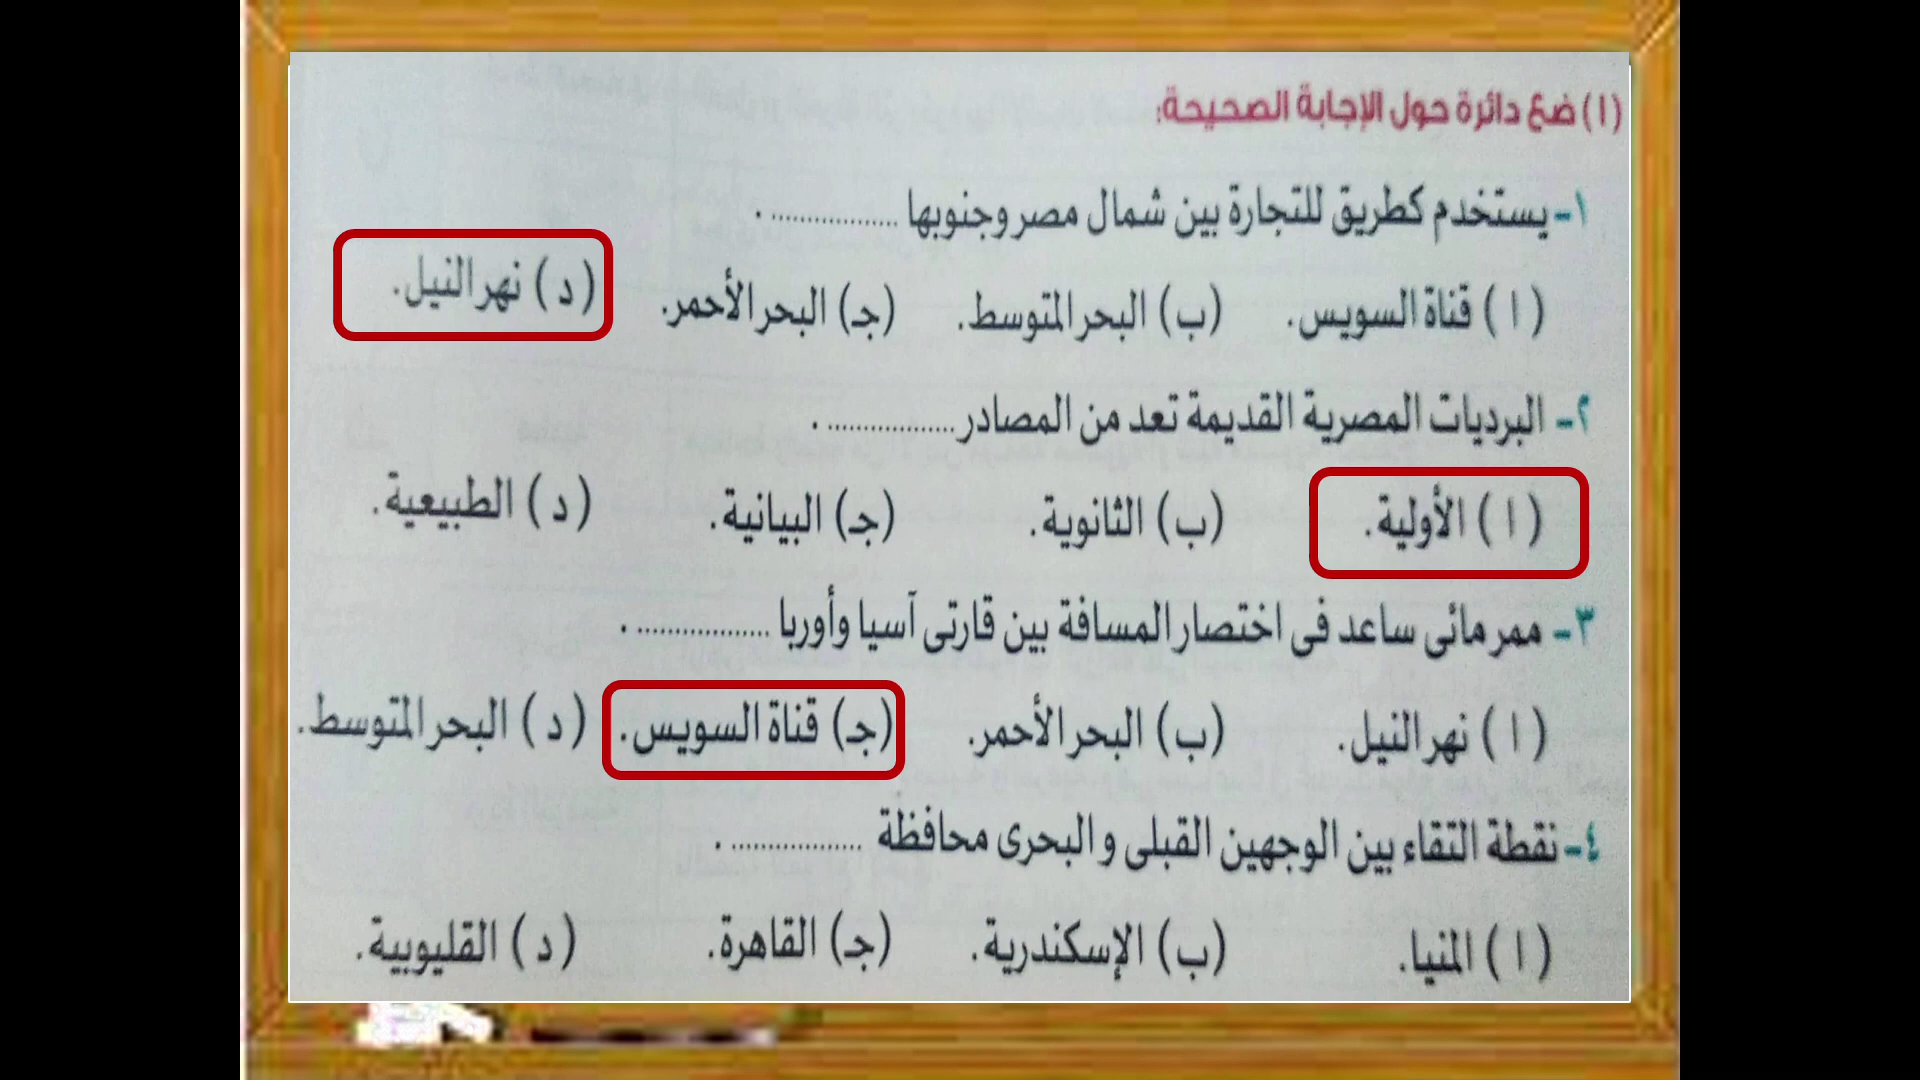 (١) ضع دائرة حول الإجابة الصحيحة:
١- يستخدم كطريق للتجارة بين شمال مصر وجنوبها .................. .
( ا ) قناة السويس. (ب) البحر المتوسط. (جـ) البحر الأحمر. ( د ) نهر النيل.
٢- البرديات المصرية القديمة تعد من المصادر .................. .
( ا ) الأولية. (ب) الثانوية. (جـ) البيانية. ( د ) الطبيعية.
٣- ممر مائى ساعد فى اختصار المسافة بين قارتى آسيا وأوربا .................. .
( ا ) نهر النيل. (ب) البحر الأحمر. (جـ) قناة السويس. ( د ) البحر المتوسط.
٤- نقطة التقاء بين الوجهين القبلى و البحرى محافظة .................. .
( ا ) المنيا. (ب) الإسكندرية. (جـ) القاهرة. ( د ) القليوبية.